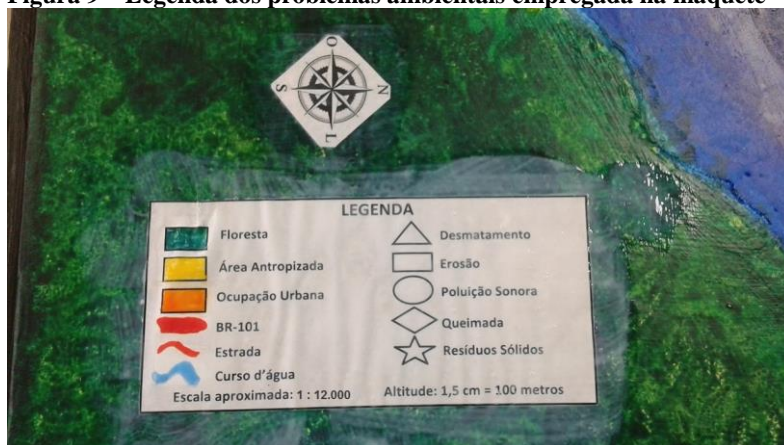 Figura 9 – Legenda dos problemas ambientais empregada na maquete
O
S
N
L
LEGENDA
Floresta
Área Antropizada
Ocupação Urbana
BR-101
Estrada
Curso d'água
Escala aproximada: 1 : 12.000
Desmatamento
Erosão
Poluição Sonora
Queimada
Resíduos Sólidos
Altitude: 1,5 cm = 100 metros